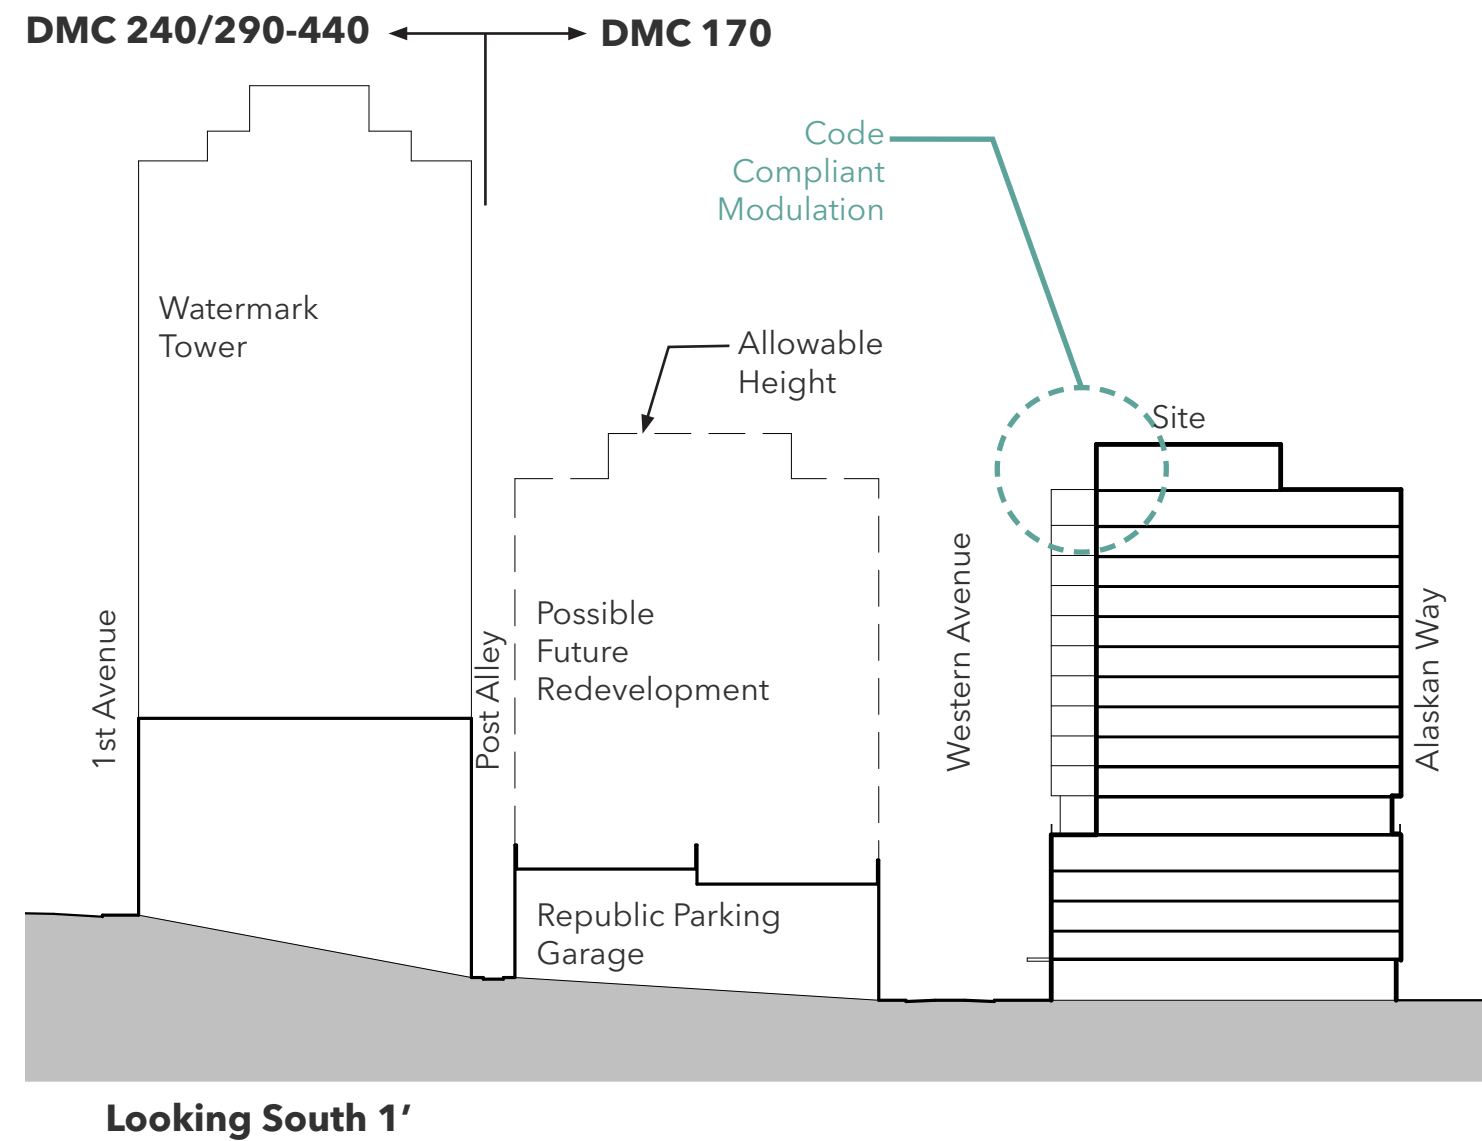 DMC 240/290-440
DMC 170
Code
Compliant
Modulation
Watermark
Tower
Allowable
Height
Site
Possible
Future
Redevelopment
1st Avenue
Post Alley
Western Avenue
Alaskan Way
Republic Parking
Garage
Looking South 1’